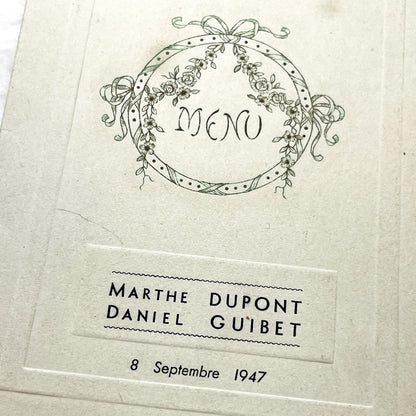 MENU
MARTHE DUPONT
DANIEL GUIBET
8 Septembre 1947